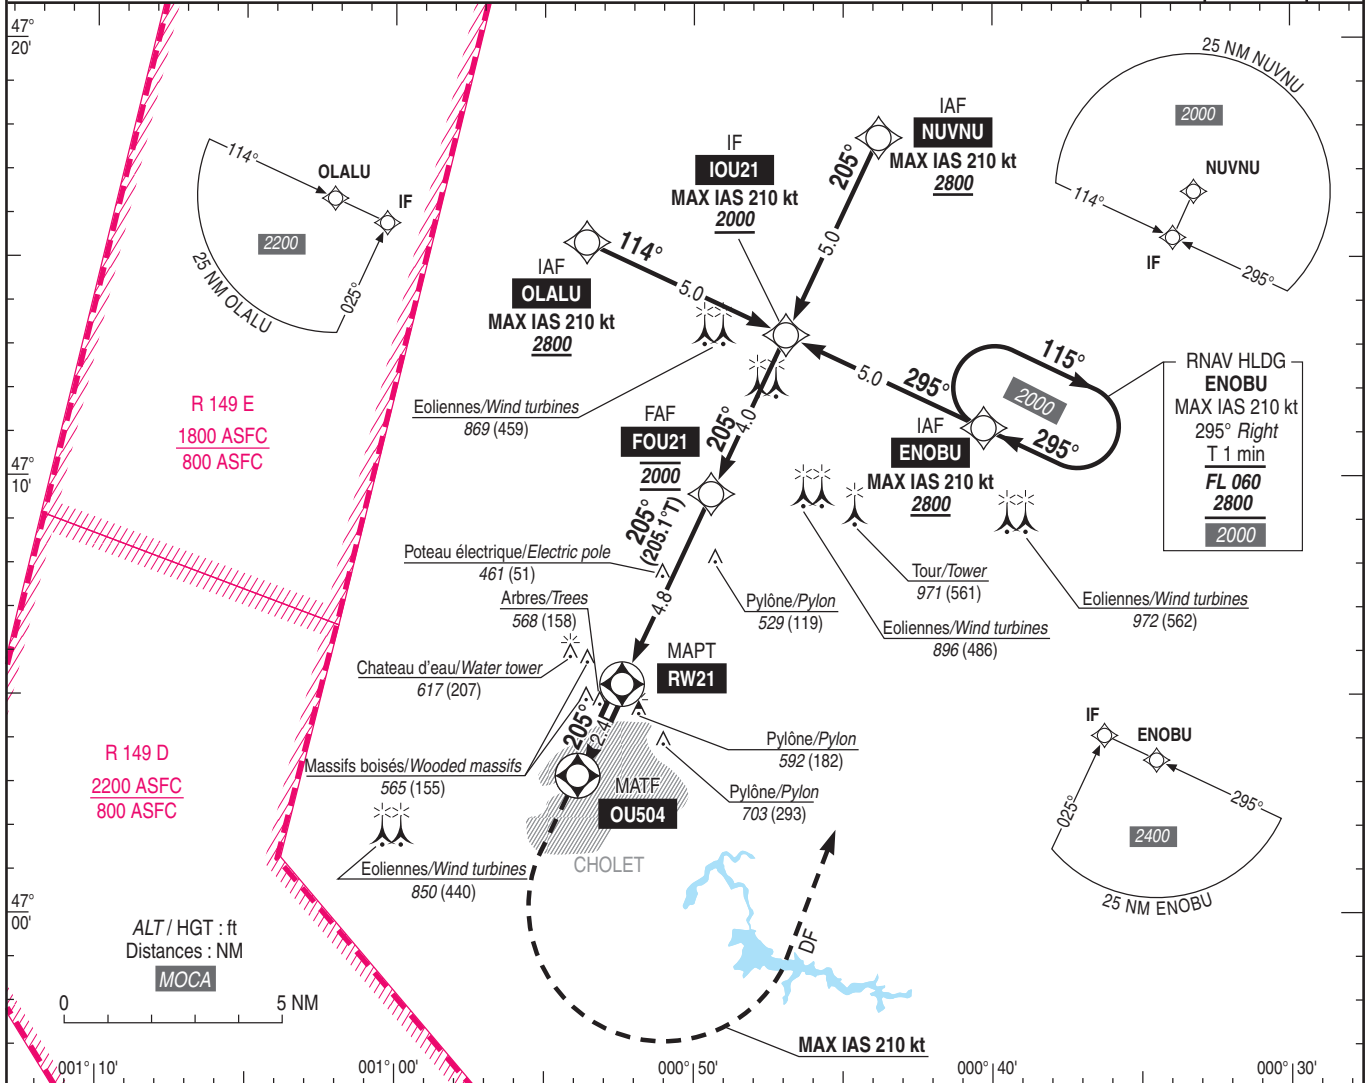 47°
20'
25 NM NUVNU
2000
NUVNU
114°
IF
295°
IAF
NUVNU
MAX IAS 210 kt
2800
205°
5.0
IF
IOU21
MAX IAS 210 kt
2000
114°
OLALU
IF
2200
025°
25 NM OLALU
114°
5.0
IAF
OLALU
MAX IAS 210 kt
2800
Eoliennes/Wind turbines
869 (459)
5.0
295°
2000
115°
295°
IAF
ENOBU
MAX IAS 210 kt
2800
RNAV HLDG
ENOBU
MAX IAS 210 kt
295° Right
T 1 min
FL 060
2800
2000
R 149 E
1800 ASFC
800 ASFC
205°
4.0
FAF
FOU21
2000
47°
10'
205°
(205.1°T)
4.8
Poteau électrique/Electric pole
461 (51)
Arbres/Trees
568 (158)
Pylône/Pylon
529 (119)
Tour/Tower
971 (561)
Eoliennes/Wind turbines
896 (486)
Eoliennes/Wind turbines
972 (562)
Chateau d'eau/Water tower
617 (207)
MAPT
RW21
205°
2.4
R 149 D
2200 ASFC
800 ASFC
Massifs boisés/Wooded massifs
565 (155)
Pylône/Pylon
592 (182)
Pylône/Pylon
703 (293)
MATF
OU504
CHOLET
Eoliennes/Wind turbines
850 (440)
IF
ENOBU
025°
295°
2400
25 NM ENOBU
47°
00'
ALT / HGT : ft
Distances : NM
MOCA
0
5 NM
DF
MAX IAS 210 kt
001° 10'
001° 00'
000° 50'
000° 40'
000° 30'